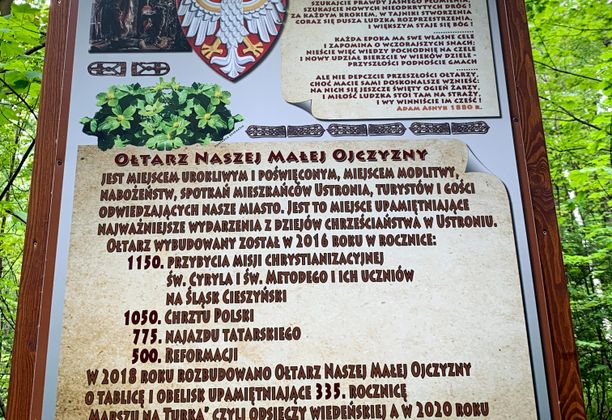 SZUKAJCIE PRAWDY JASNEGO PŁOMIENIA,
SZUKAJCIE NOWYCH NIEODKRYTYCH DRÓG!
ZA KAŻDYM KROKIEM, W TAJNIKI STWORZENIA
CORAZ SIĘ DUSZA LUDZKA ROZPRZESTRZENIA,
I WIĘKSZYM STAJE SIĘ BÓG!
KAŻDA EPOKA MA SWE WŁASNE CELE
I ZAPOMINA O WCZORAJSZYCH SNACH;
NIEŚCIE WIĘC WIEDZY POCHODNIĘ NA CZELE
I NOWY UDZIAŁ BIERZCIE W WIEKÓW DZIELE
PRZYSZŁOŚCI PODNOŚCIE GMACH
ALE NIE DEPCZCIE PRZESZŁOŚCI OŁTARZY,
CHOĆ MACIE SAMI DOSKONALSZE WZNIEŚĆ;
NA NICH SIĘ JESZCZE ŚWIĘTY OGIEŃ ŻARZY,
I MIŁOŚĆ LUDZKA STOI TAM NA STRAŻY,
I WY WINNIŚCIE IM CZEŚĆ!
ADAM ASNYK 1880 R.
OŁTARZ NASZEJ MAŁEJ OJCZYZNY
JEST MIEJSCEM UROKLIWYM I POŚWIĘCONYM, MIEJSCEM MODLITWY,
NABOŻEŃSTW, SPOTKAŃ MIESZKAŃCÓW USTRONIA, TURYSTÓW I GOŚCI
ODWIEDZAJĄCYCH NASZE MIASTO. JEST TO MIEJSCE UPAMIĘTNIAJĄCE
NAJWAŻNIEJSZE WYDARZENIA Z DZIEJÓW CHRZEŚCIAŃSTWA W USTRONIU.
OŁTARZ WYBUDOWANY ZOSTAŁ W 2016 ROKU W ROCZNICE:
1150. PRZYBYCIA MISJI CHRYSTIANIZACYJNEJ
ŚW. CYRYLA I ŚW. METODEGO I ICH UCZNIÓW
NA ŚLĄSK CIESZYŃSKI
1050. CHRZTU POLSKI
775. NAJAZDU TATARSKIEGO
500. REFORMACJI
W 2018 ROKU ROZBUDOWANO OŁTARZ NASZEJ MAŁEJ OJCZYZNY
O TABLICĘ I OBELISK UPAMIĘTNIAJĄCE 335. ROCZNICĘ
MARSZU NA TURKA" CZYLI ODSIECZY WIEDEŃSKIEJ A W 2020 ROKU